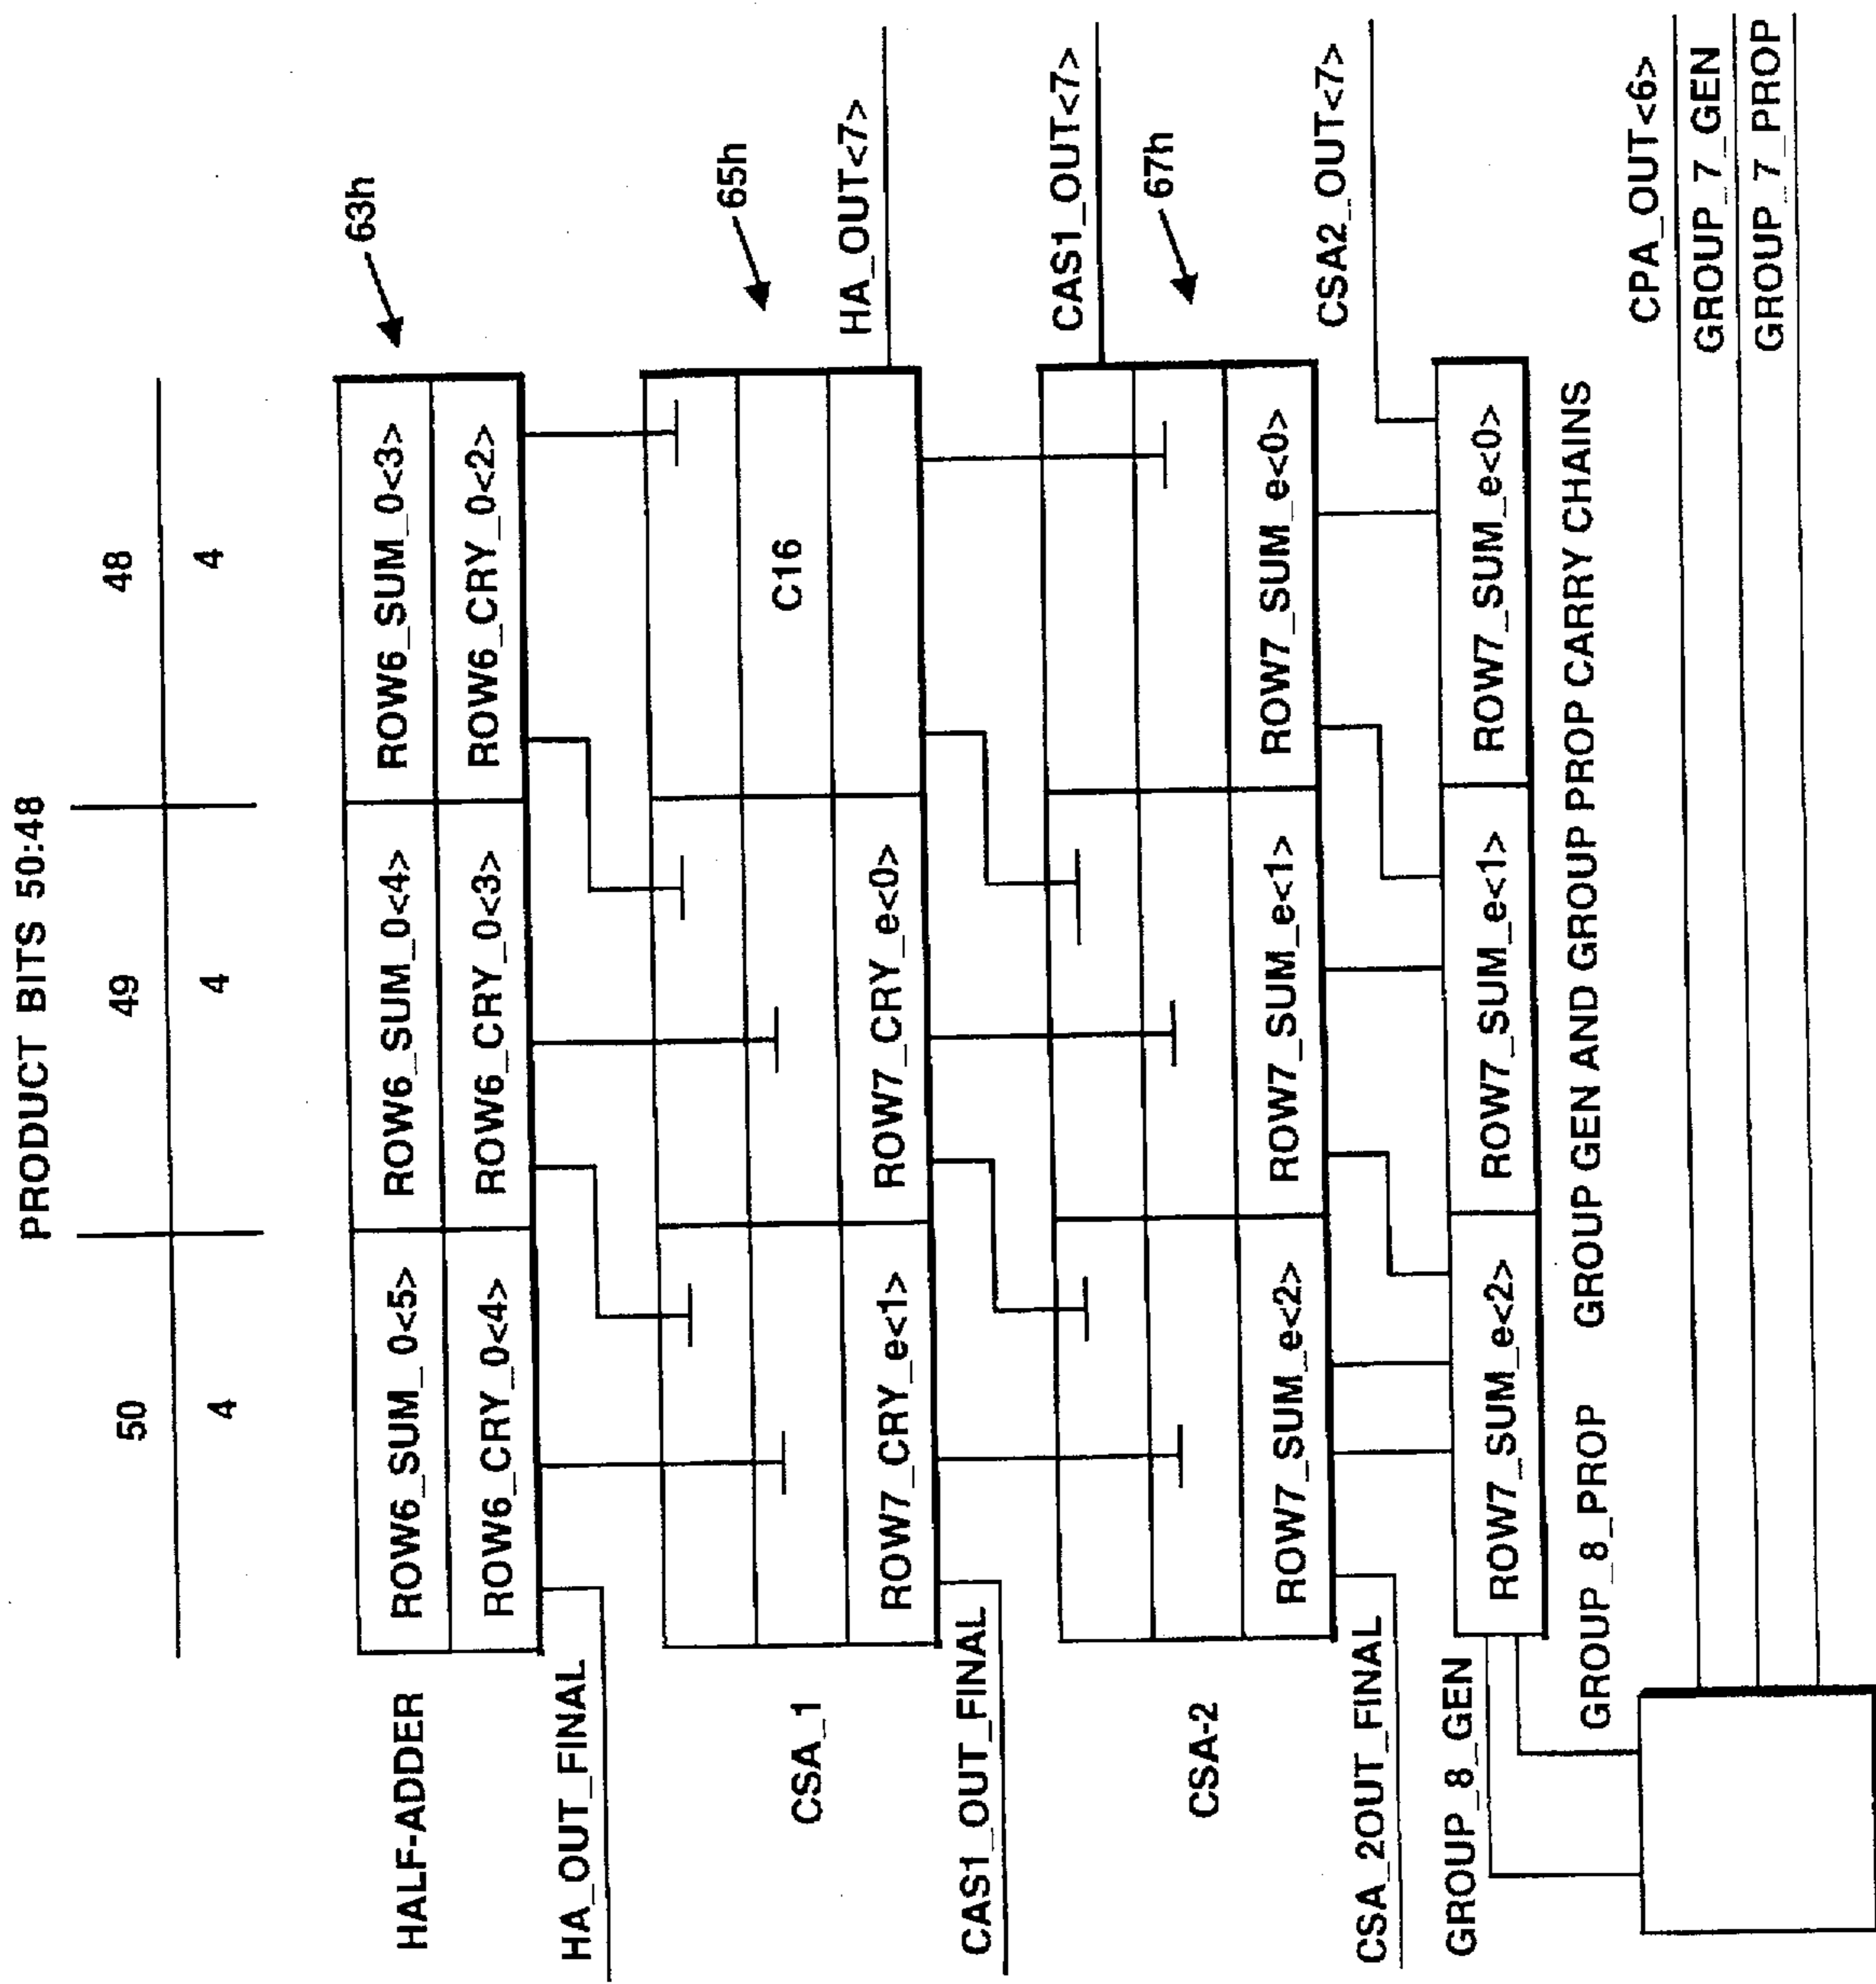 PRODUCT BITS 50:48
50 49 48
4 4 4
HALF-ADDER
ROW6_SUM_0<5> ROW6_SUM_0<4> ROW6_SUM_0<3>
ROW6_CRY_0<4> ROW6_CRY_0<3> ROW6_CRY_0<2>
63h
HA_OUT_FINAL
65h
CSA_1
C16
ROW7_CRY_e<1> ROW7_CRY_e<0>
HA_OUT<7>
CAS1_OUT_FINAL
CAS1_OUT<7>
67h
CSA-2
ROW7_SUM_e<2> ROW7_SUM_e<1> ROW7_SUM_e<0>
CSA_2OUT_FINAL
CSA2_OUT<7>
GROUP_8_GEN
ROW7_SUM_e<2> ROW7_SUM_e<1> ROW7_SUM_e<0>
GROUP_8_PROP GROUP GEN AND GROUP PROP CARRY CHAINS
CPA_OUT<6>
GROUP_7_GEN
GROUP_7_PROP